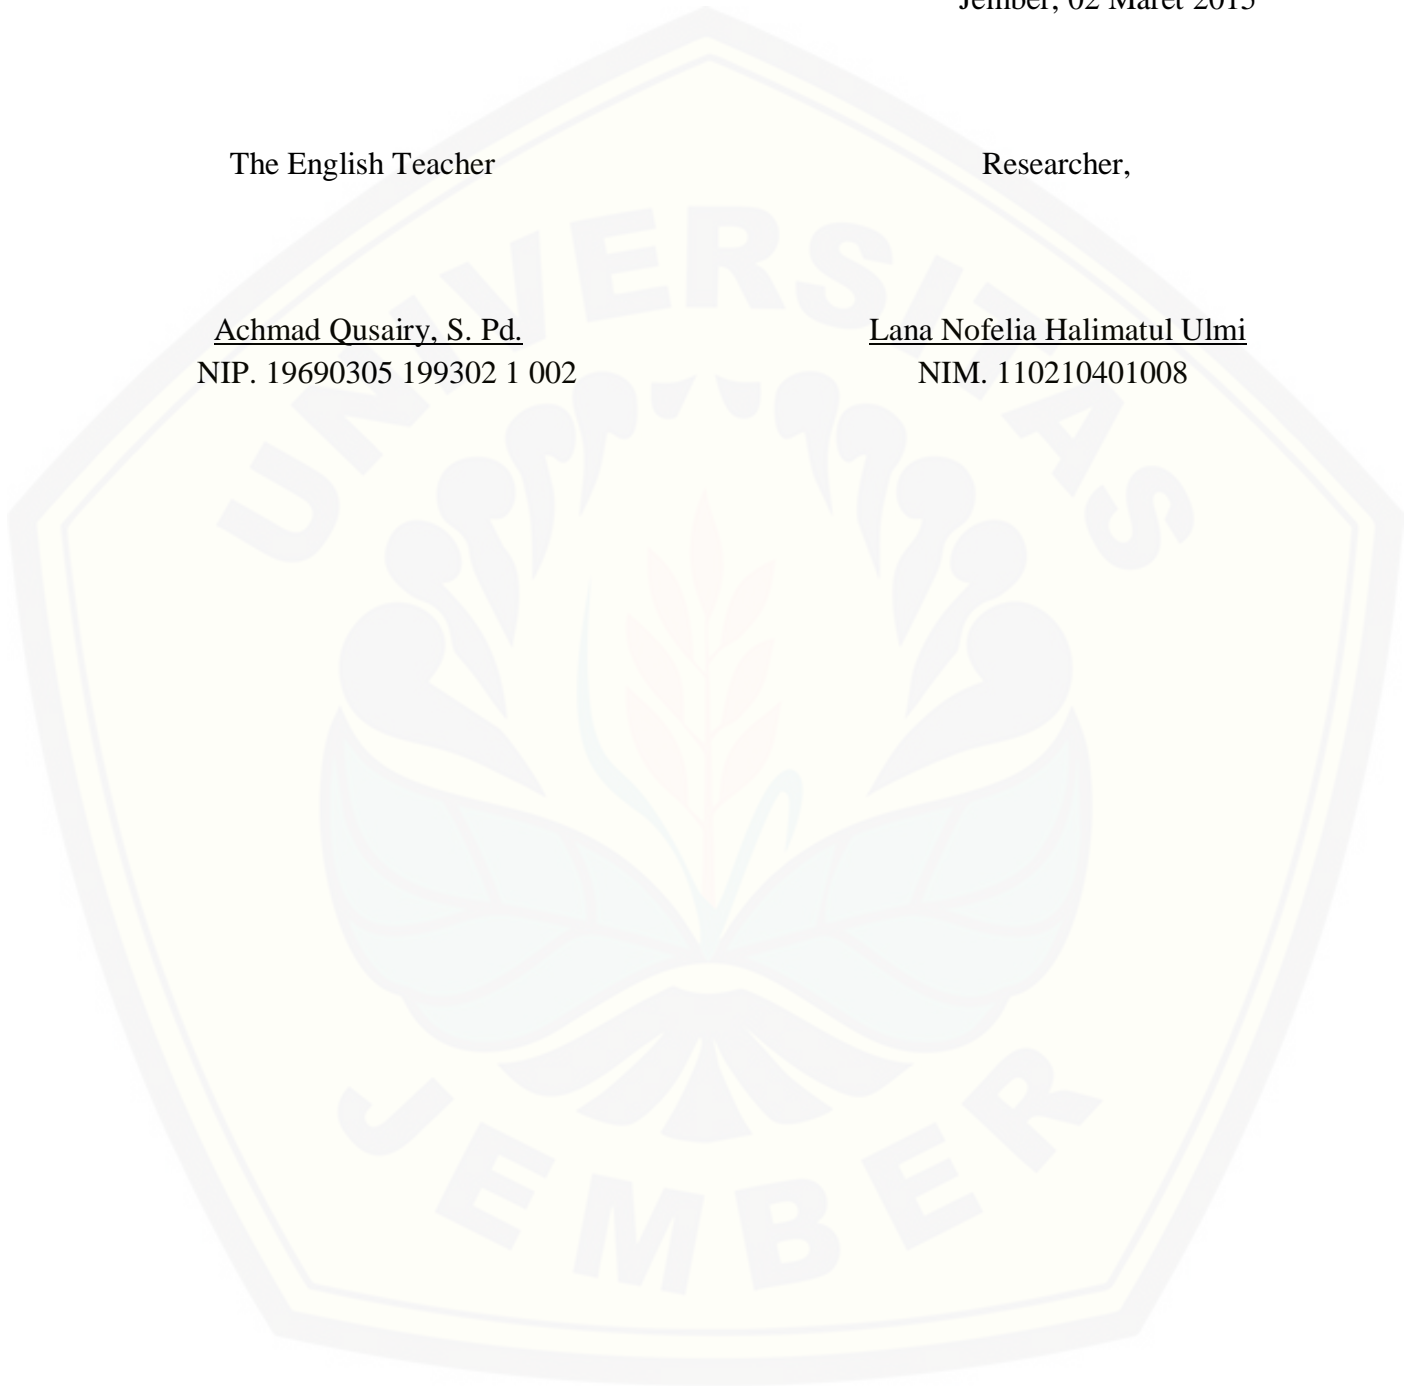 Jember, 02 Maret 2015
The English Teacher Researcher,
Achmad Qusairy, S. Pd. Lana Nofelia Halimatul Ulmi
NIP. 19690305 199302 1 002 NIM. 110210401008
UNIVERSITAS
JEMBER